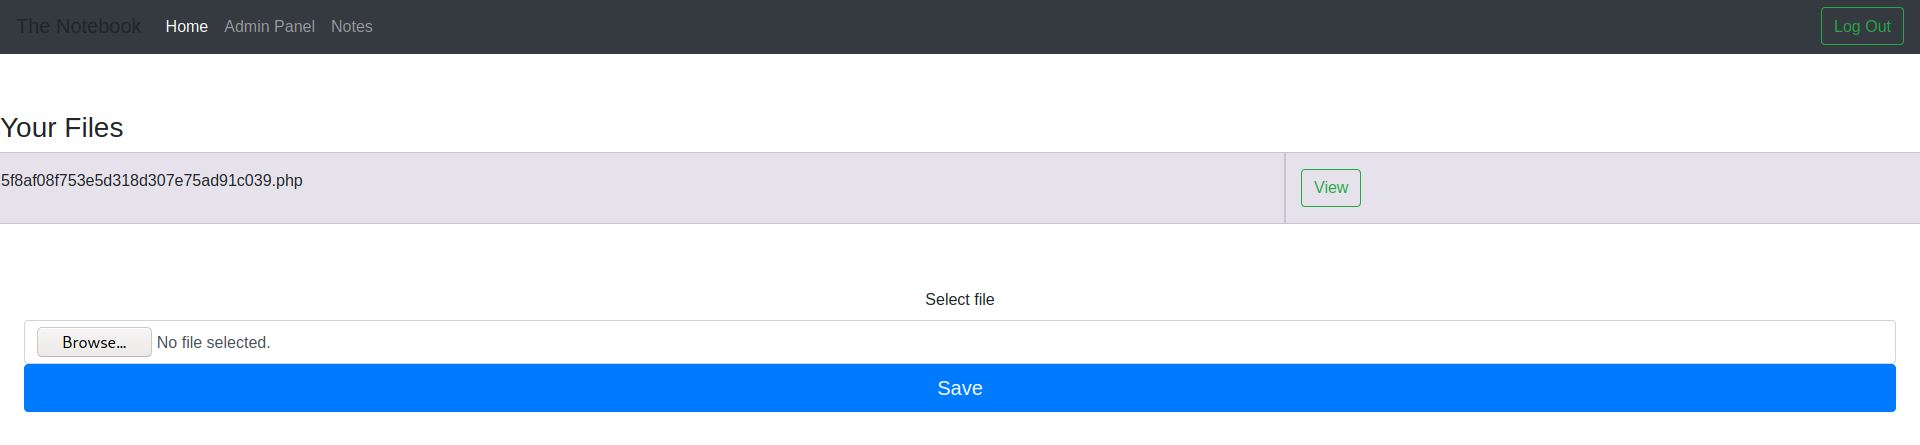 The Notebook Home Admin Panel Notes Log Out
Your Files
5f8af08f753e5d318d307e75ad91c039.php View
Select file
Browse... No file selected.
Save